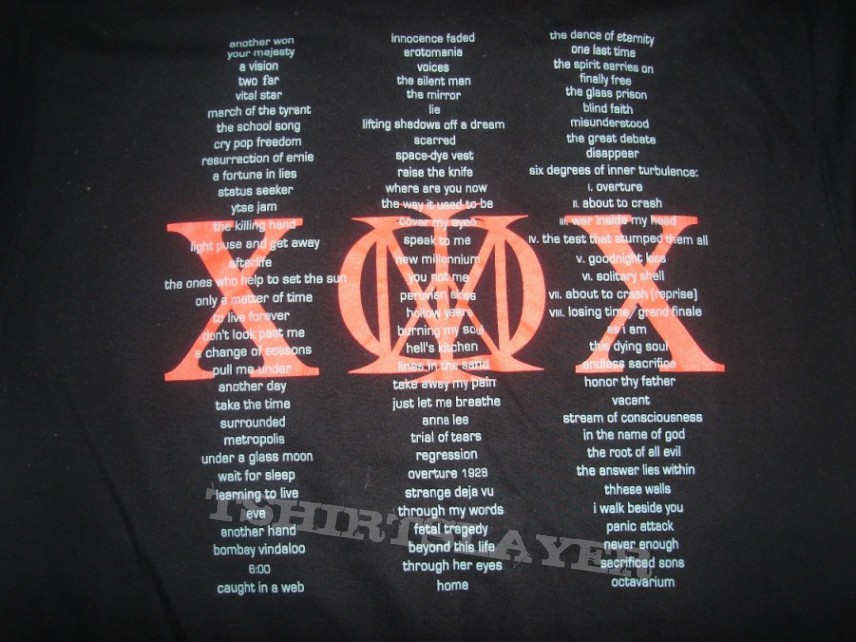 another won
your majesty
a vision
two far
vital star
march of the tyrant
the school song
cry pop freedom
resurrection of ernie
a fortune in lies
status seeker
ytse jam
the killing hand
light fuse and get away
afterlife
the ones who help to set the sun
only a matter of time
to live forever
don't look past me
a change of seasons
pull me under
another day
take the time
surrounded
metropolis
under a glass moon
wait for sleep
learning to live
eve
another hand
bombay vindaloo
6:00
caught in a web
innocence faded
erotomania
voices
the silent man
the mirror
lie
lifting shadows off a dream
scarred
space-dye vest
raise the knife
where are you now
the way it used to be
cover my eyes
speak to me
new millennium
you not me
peruvian skies
hollow years
burning my soul
hell's kitchen
lines in the sand
take away my pain
just let me breathe
anna lee
trial of tears
regression
overture 1928
strange deja vu
through my words
fatal tragedy
beyond this life
through her eyes
home
the dance of eternity
one last time
the spirit carries on
finally free
the glass prison
blind faith
misunderstood
the great debate
disappear
six degrees of inner turbulence:
I. overture
II. about to crash
III. war inside my head
IV. the test that stumped them all
V. goodnight kiss
VI. solitary shell
VII. about to crash (reprise)
VIII. losing time/grand finale
as i am
this dying soul
endless sacrifice
honor thy father
vacant
stream of consciousness
in the name of god
the root of all evil
the answer lies within
thhese walls
i walk beside you
panic attack
never enough
sacrificed sons
octavarium
X X
TSHIRTSLAYER